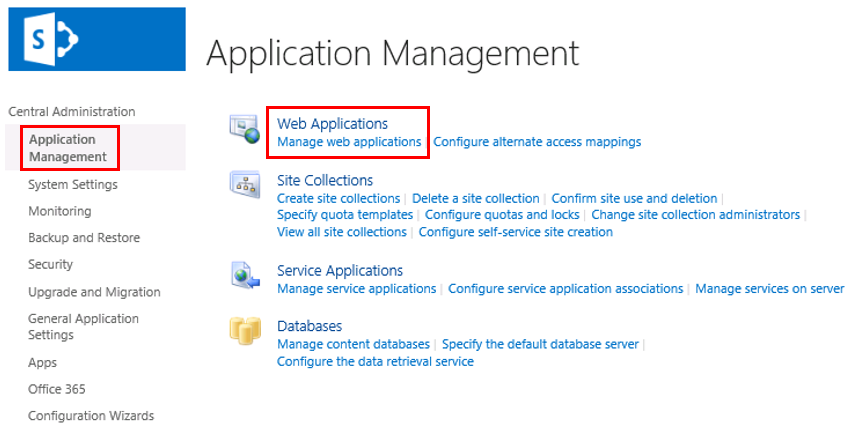 S
Application Management
Central Administration
Application
Management
System Settings
Monitoring
Backup and Restore
Security
Upgrade and Migration
General Application
Settings
Apps
Office 365
Configuration Wizards
Web Applications
Manage web applications Configure alternate access mappings
Site Collections
Create site collections | Delete a site collection | Confirm site use and deletion |
Specify quota templates | Configure quotas and locks | Change site collection administrators |
View all site collections | Configure self-service site creation
Service Applications
Manage service applications | Configure service application associations | Manage services on server
Databases
Manage content databases | Specify the default database server |
Configure the data retrieval service